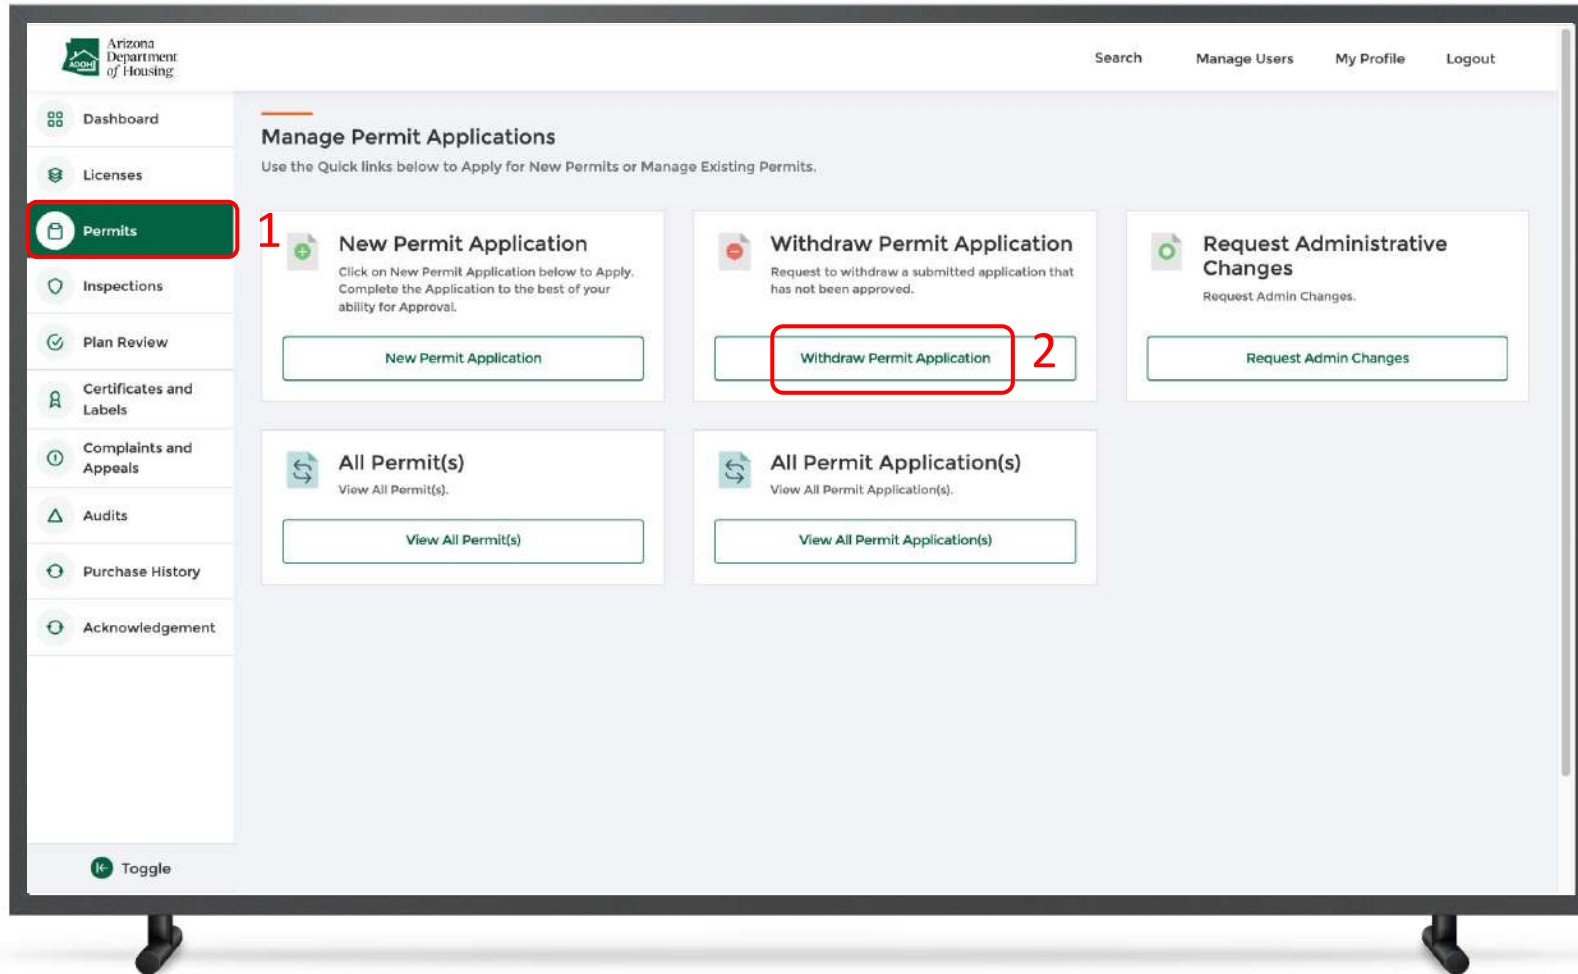 Arizona
Department
of Housing
ADOH
Search
Manage Users
My Profile
Logout
Dashboard
Licenses
Permits
1
Inspections
Plan Review
Certificates and
Labels
Complaints and
Appeals
Audits
Purchase History
Acknowledgement
Toggle
Manage Permit Applications
Use the Quick links below to Apply for New Permits or Manage Existing Permits.
New Permit Application
Click on New Permit Application below to Apply.
Complete the Application to the best of your
ability for Approval.
New Permit Application
Withdraw Permit Application
Request to withdraw a submitted application that
has not been approved.
Withdraw Permit Application
2
Request Administrative
Changes
Request Admin Changes.
Request Admin Changes
All Permit(s)
View All Permit(s).
View All Permit(s)
All Permit Application(s)
View All Permit Application(s).
View All Permit Application(s)